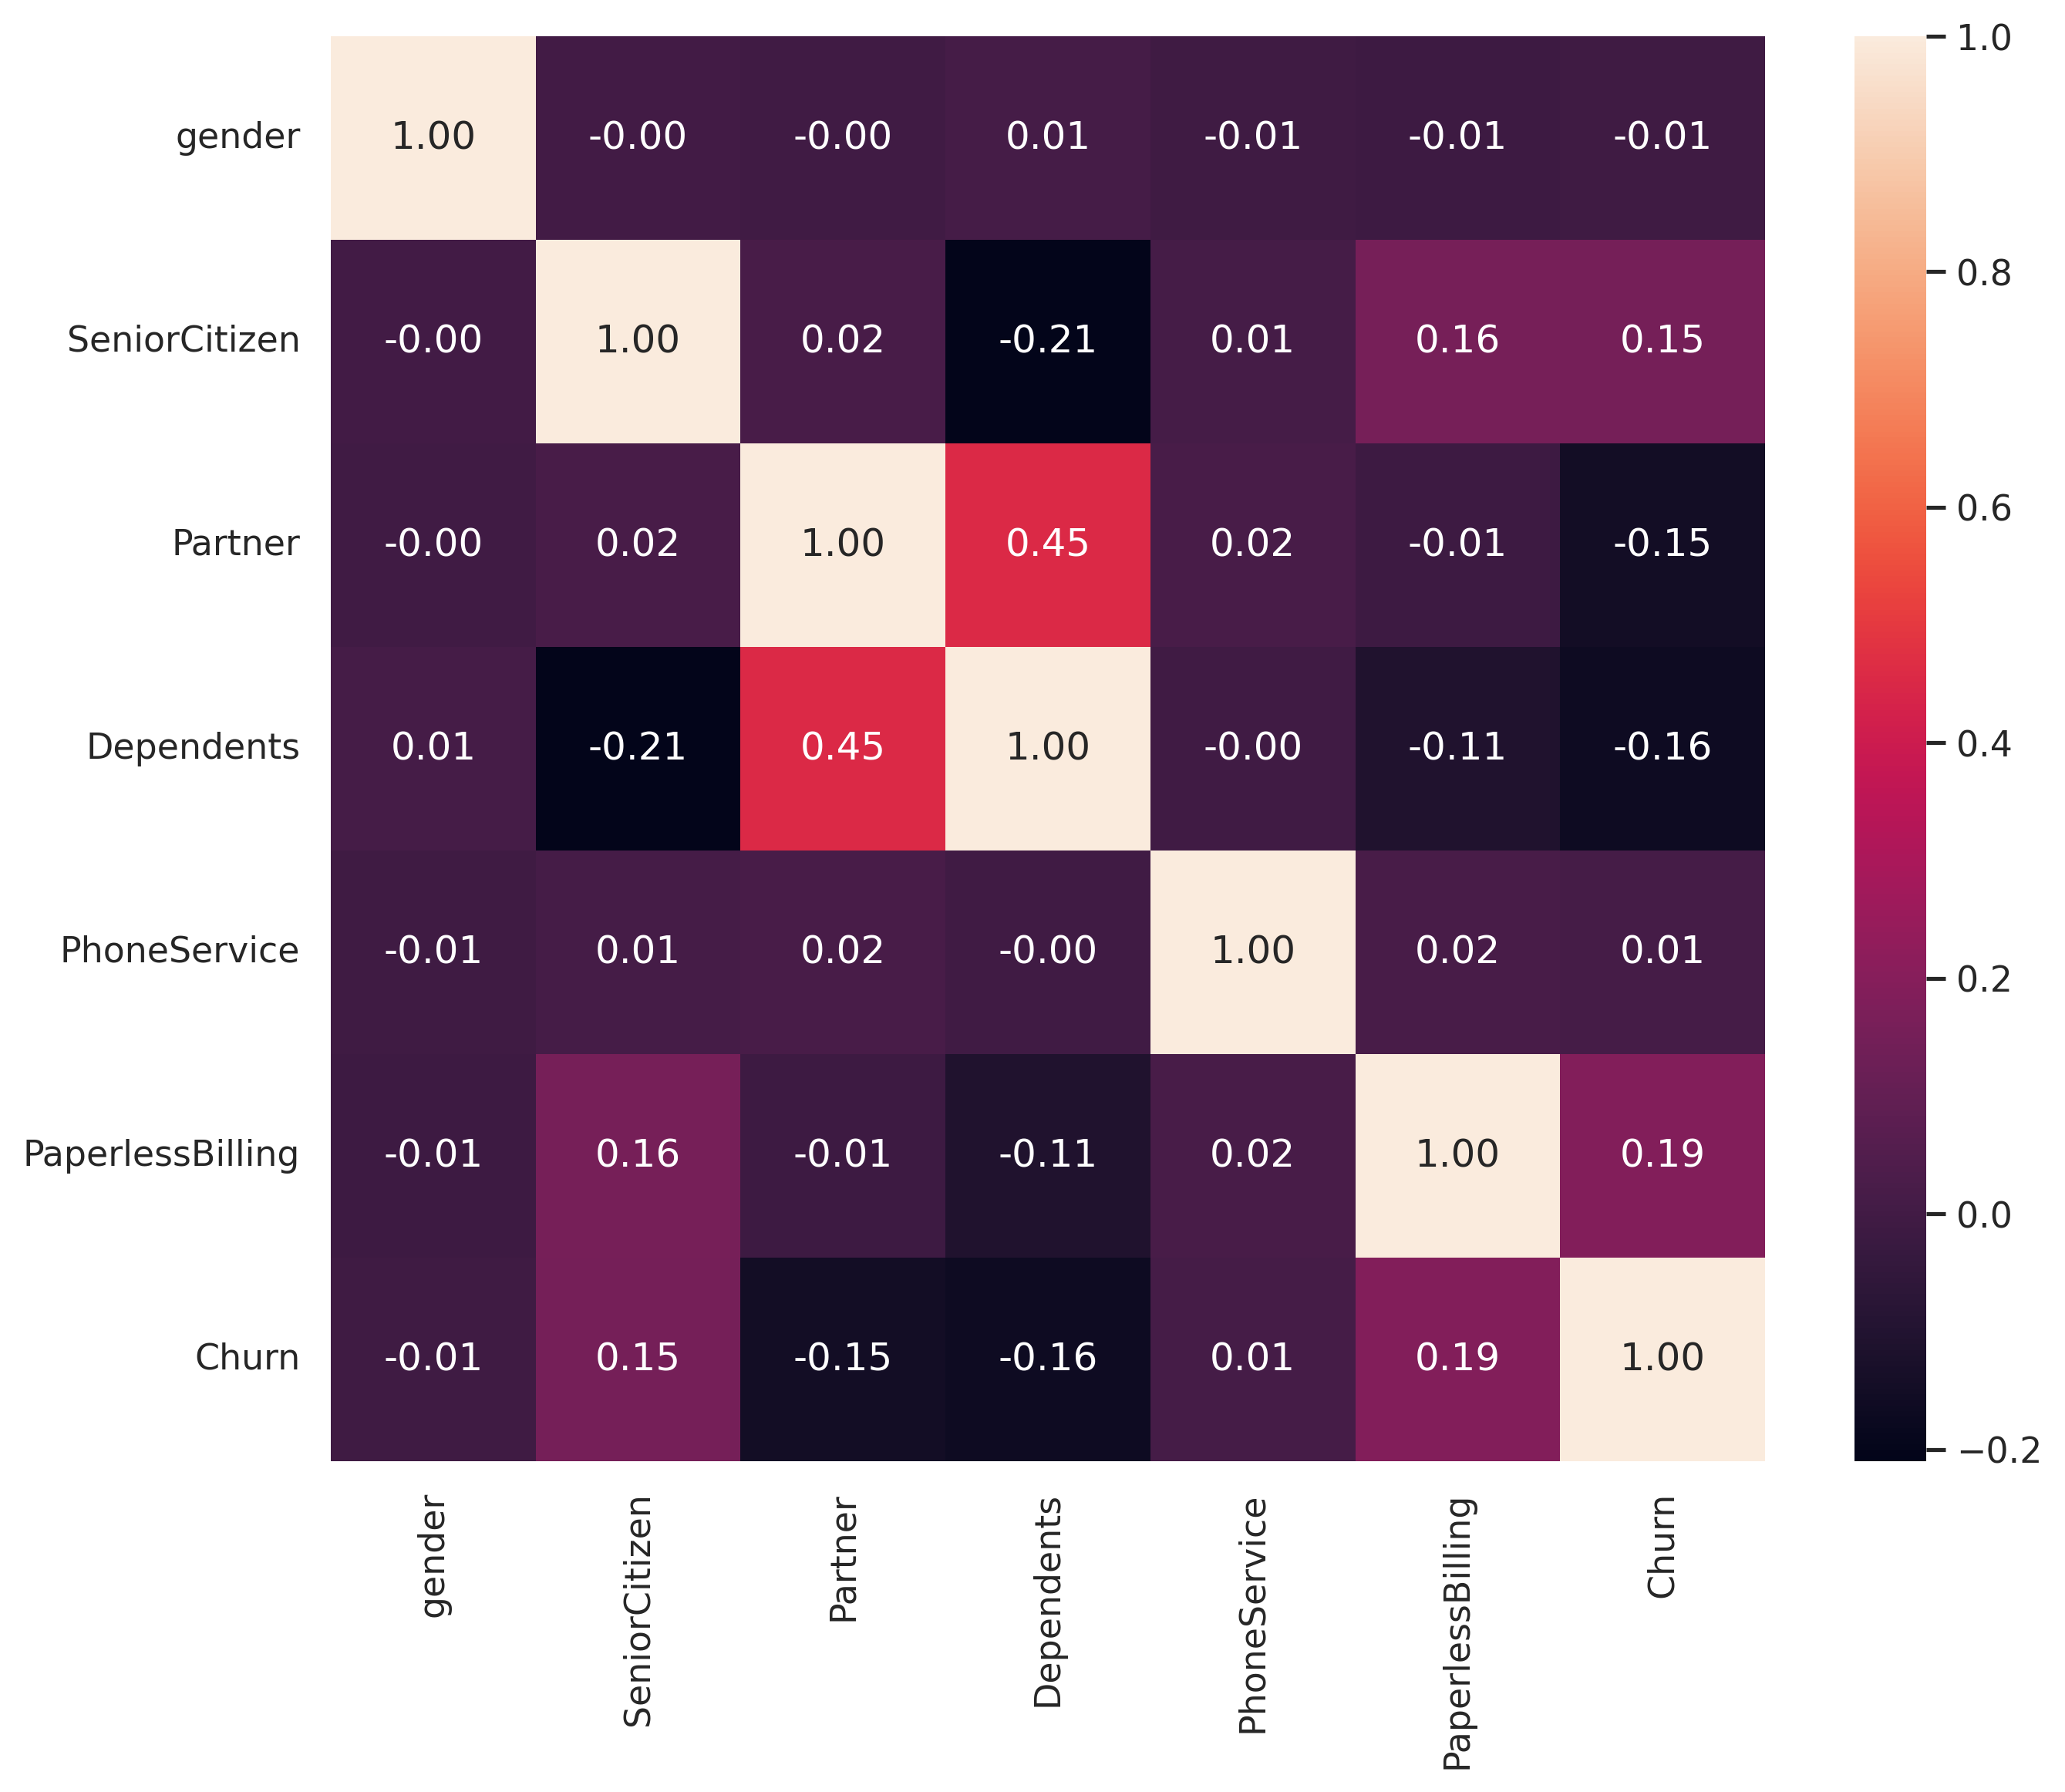 gender 1.00 -0.00 -0.00 0.01 -0.01 -0.01 -0.01
SeniorCitizen -0.00 1.00 0.02 -0.21 0.01 0.16 0.15
Partner -0.00 0.02 1.00 0.45 0.02 -0.01 -0.15
Dependents 0.01 -0.21 0.45 1.00 -0.00 -0.11 -0.16
PhoneService -0.01 0.01 0.02 -0.00 1.00 0.02 0.01
PaperlessBilling -0.01 0.16 -0.01 -0.11 0.02 1.00 0.19
Churn -0.01 0.15 -0.15 -0.16 0.01 0.19 1.00
gender
SeniorCitizen
Partner
Dependents
PhoneService
PaperlessBilling
Churn
1.0
0.8
0.6
0.4
0.2
0.0
−0.2